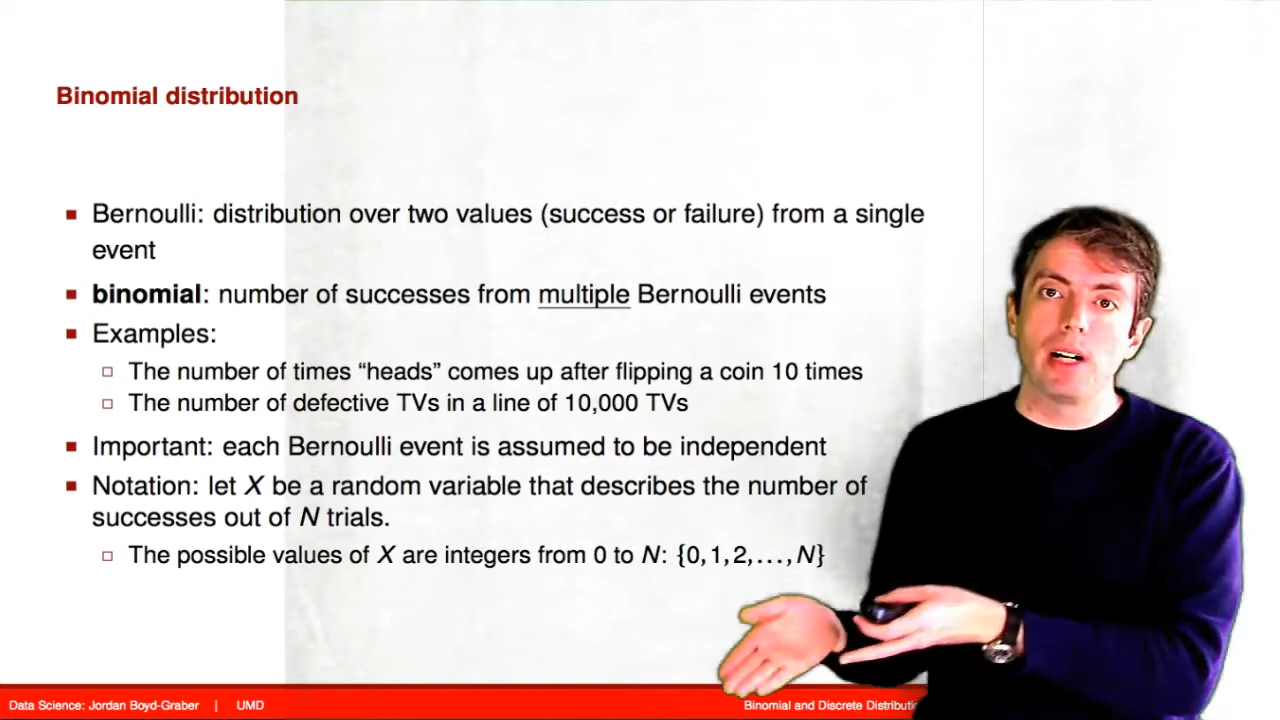 Binomial distribution
Bernoulli: distribution over two values (success or failure) from a single
event
binomial: number of successes from multiple Bernoulli events
Examples:
The number of times “heads” comes up after flipping a coin 10 times
The number of defective TVs in a line of 10,000 TVs
Important: each Bernoulli event is assumed to be independent
Notation: let X be a random variable that describes the number of
successes out of N trials.
The possible values of X are integers from 0 to N: {0,1,2,...,N}
Data Science: Jordan Boyd-Graber | UMD
Binomial and Discrete